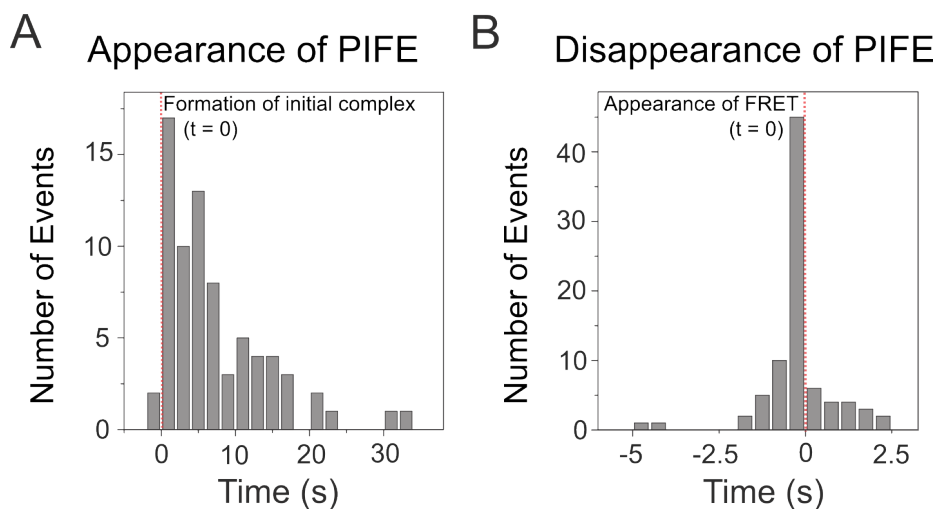 A
Appearance of PIFE
Formation of initial complex
(t = 0)
Number of Events
15
10
5
0
0
10
20
30
Time (s)
B
Disappearance of PIFE
Appearance of FRET
(t = 0)
Number of Events
40
30
20
10
0
-5
-2.5
0
2.5
Time (s)